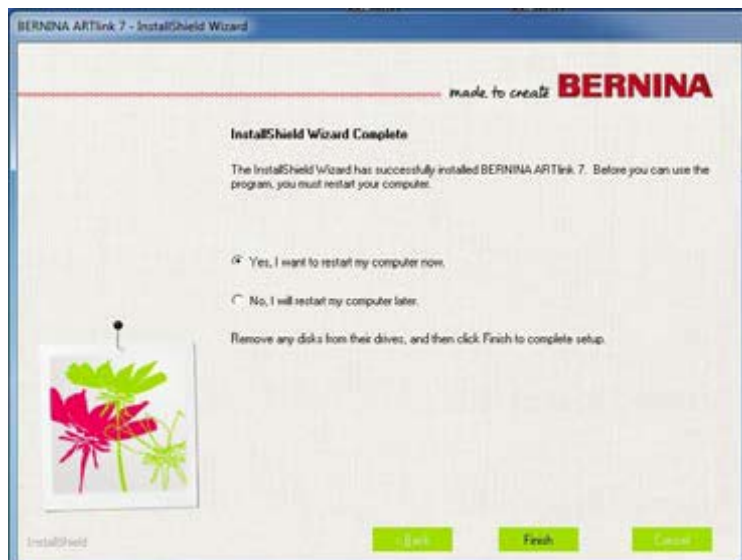 BERNINA ARTlink 7 - InstallShield Wizard
made to create BERNINA
InstallShield Wizard Complete
The InstallShield Wizard has successfully installed BERNINA ARTlink 7. Before you can use the
program, you must restart your computer.
Yes, I want to restart my computer now.
No, I will restart my computer later.
Remove any disks from their drives, and then click Finish to complete setup.
InstallShield
< Back
Finish
Cancel